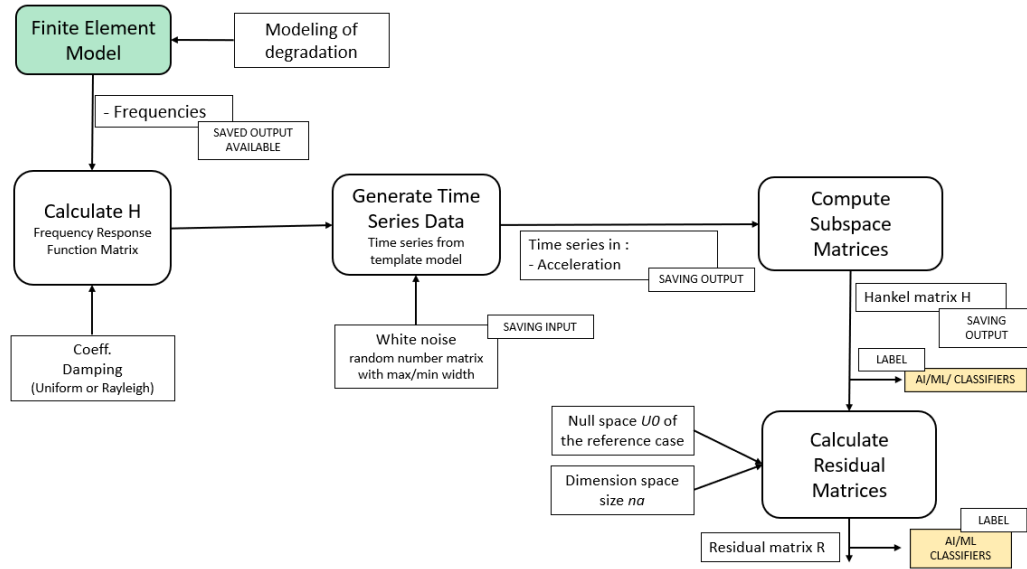 Finite Element
Model
Modeling of
degradation
- Frequencies
SAVED OUTPUT
AVAILABLE
Calculate H
Frequency Response
Function Matrix
Coeff.
Damping
(Uniform or Rayleigh)
Generate Time
Series Data
Time series from
template model
SAVING INPUT
White noise
random number matrix
with max/min width
Time series in :
- Acceleration
SAVING OUTPUT
Compute
Subspace
Matrices
Hankel matrix H
SAVING
OUTPUT
LABEL
AI/ML/ CLASSIFIERS
Null space U0 of
the reference case
Dimension space
size na
Calculate
Residual
Matrices
Residual matrix R
LABEL
AI/ML
CLASSIFIERS